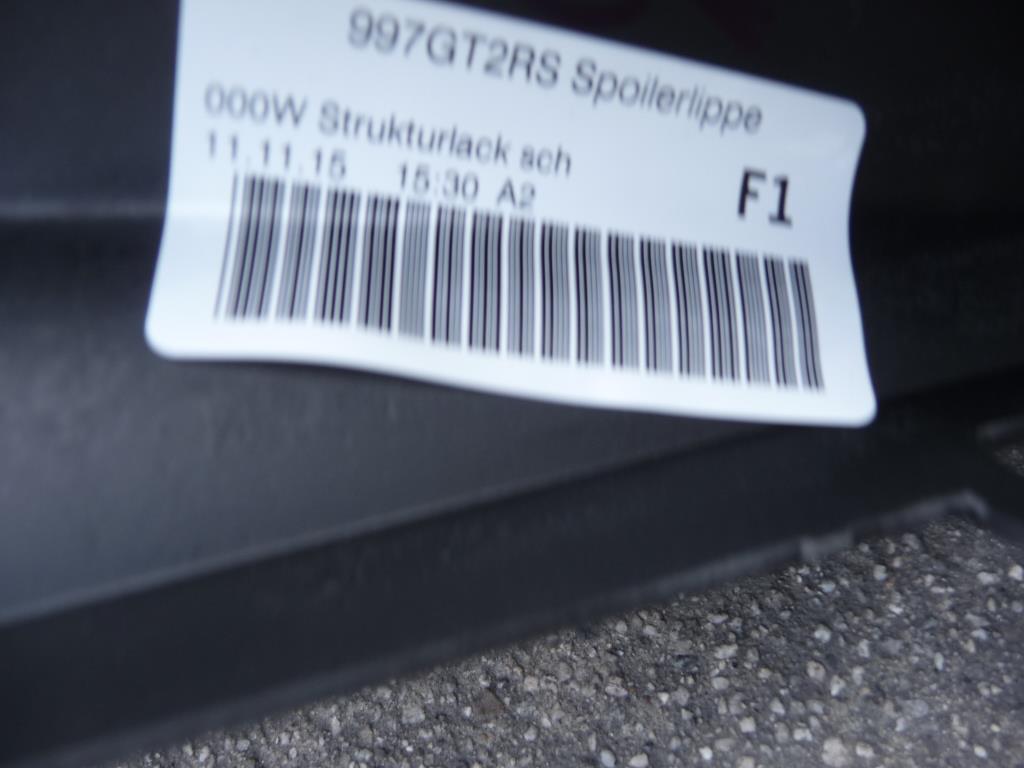 997GT2RS Spoilerlippe
000W Strukturlack sch
11.11.15 15:30 A2
F1